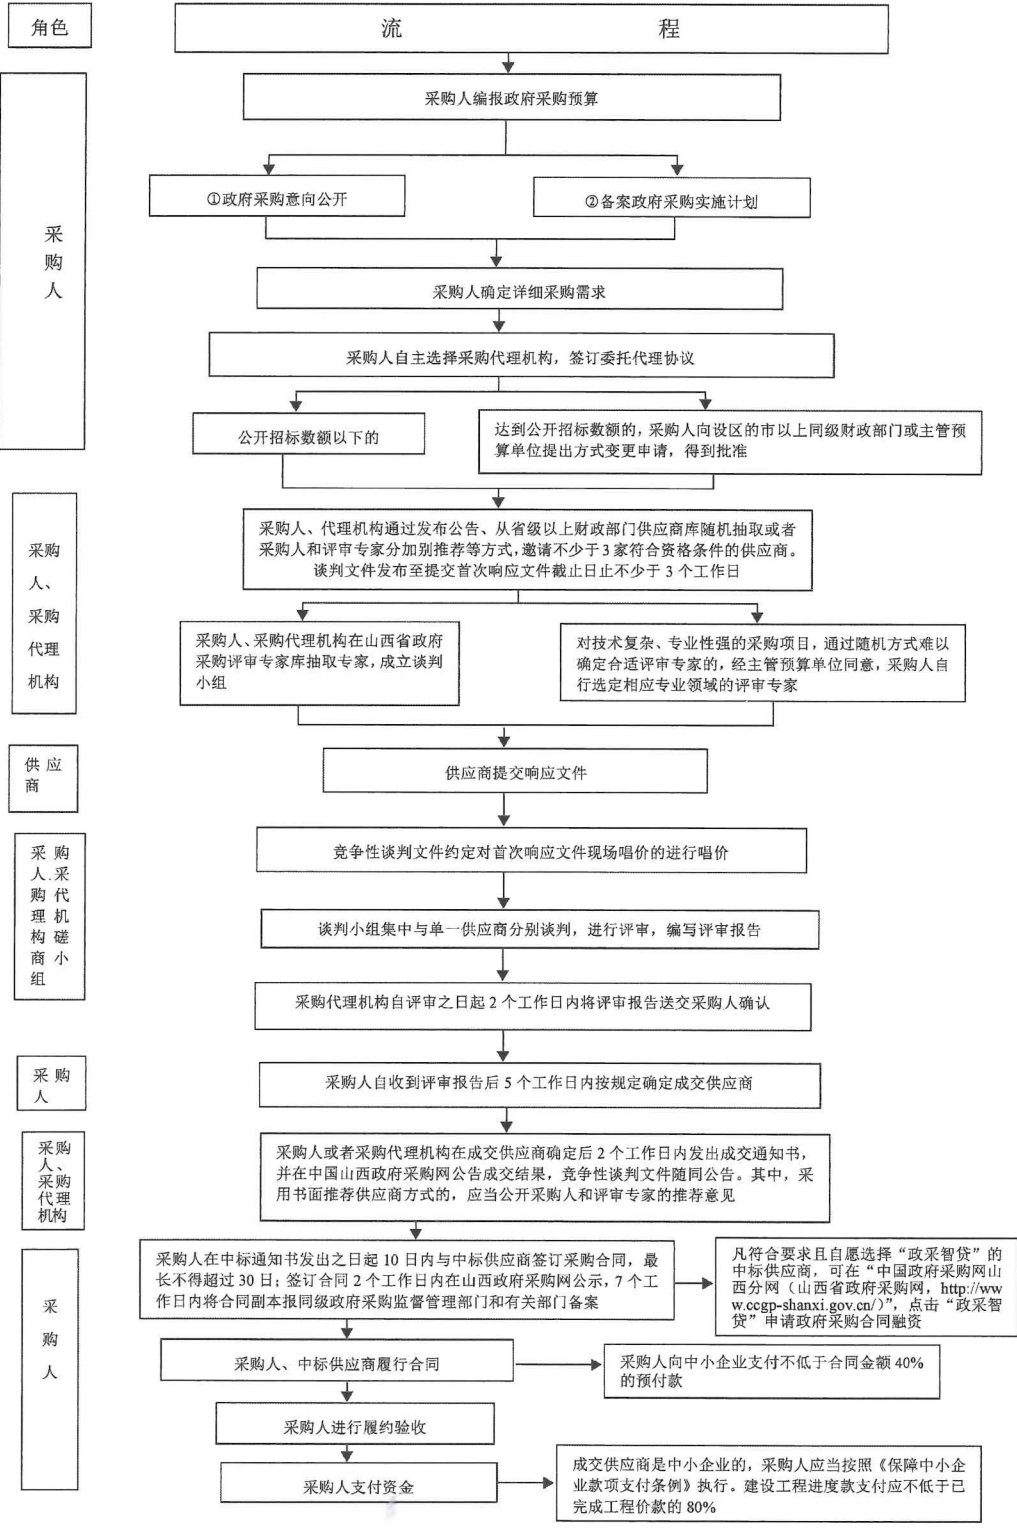 角色
流 程
采购人编报政府采购预算
①政府采购意向公开
②备案政府采购实施计划
采
购
人
采购人确定详细采购需求
采购人自主选择采购代理机构，签订委托代理协议
公开招标数额以下的
达到公开招标数额的，采购人向设区的市以上同级财政部门或主管预
算单位提出方式变更申请，得到批准
采购
人、
采购
代理
机构
采购人、代理机构通过发布公告、从省级以上财政部门供应商库随机抽取或者
采购人和评审专家分加别推荐等方式，邀请不少于3家符合资格条件的供应商。
谈判文件发布至提交首次响应文件截止日止不少于 3 个工作日
采购人、采购代理机构在山西省政府
采购评审专家库抽取专家，成立谈判
小组
对技术复杂、专业性强的采购项目，通过随机方式难以
确定合适评审专家的，经主管预算单位同意，采购人自
行选定相应专业领域的评审专家
供 应
商
供应商提交响应文件
采 购
人.采
购 代
理 机
构 磋
商 小
组
竞争性谈判文件约定对首次响应文件现场唱价的进行唱价
谈判小组集中与单一供应商分别谈判，进行评审，编写评审报告
采购代理机构自评审之日起 2 个工作日内将评审报告送交采购人确认
采 购
人
采购人自收到评审报告后 5 个工作日内按规定确定成交供应商
采购
人、
采购
代理
机构
采购人或者采购代理机构在成交供应商确定后 2 个工作日内发出成交通知书，
并在中国山西政府采购网公告成交结果，竞争性谈判文件随同公告。其中，采
用书面推荐供应商方式的，应当公开采购人和评审专家的推荐意见
采
购
人
采购人在中标通知书发出之日起 10 日内与中标供应商签订采购合同，最
长不得超过 30 日；签订合同 2 个工作日内在山西政府采购网公示，7 个工
作日内将合同副本报同级政府采购监督管理部门和有关部门备案
凡符合要求且自愿选择“政采智贷”的
中标供应商，可在“中国政府采购网山
西分网（山西省政府采购网，http://ww
w.ccgp-shanxi.gov.cn/）”，点击“政采智
贷”申请政府采购合同融资
采购人、中标供应商履行合同
采购人向中小企业支付不低于合同金额 40%
的预付款
采购人进行履约验收
采购人支付资金
成交供应商是中小企业的，采购人应当按照《保障中小企
业款项支付条例》执行。建设工程进度款支付应不低于已
完成工程价款的 80%